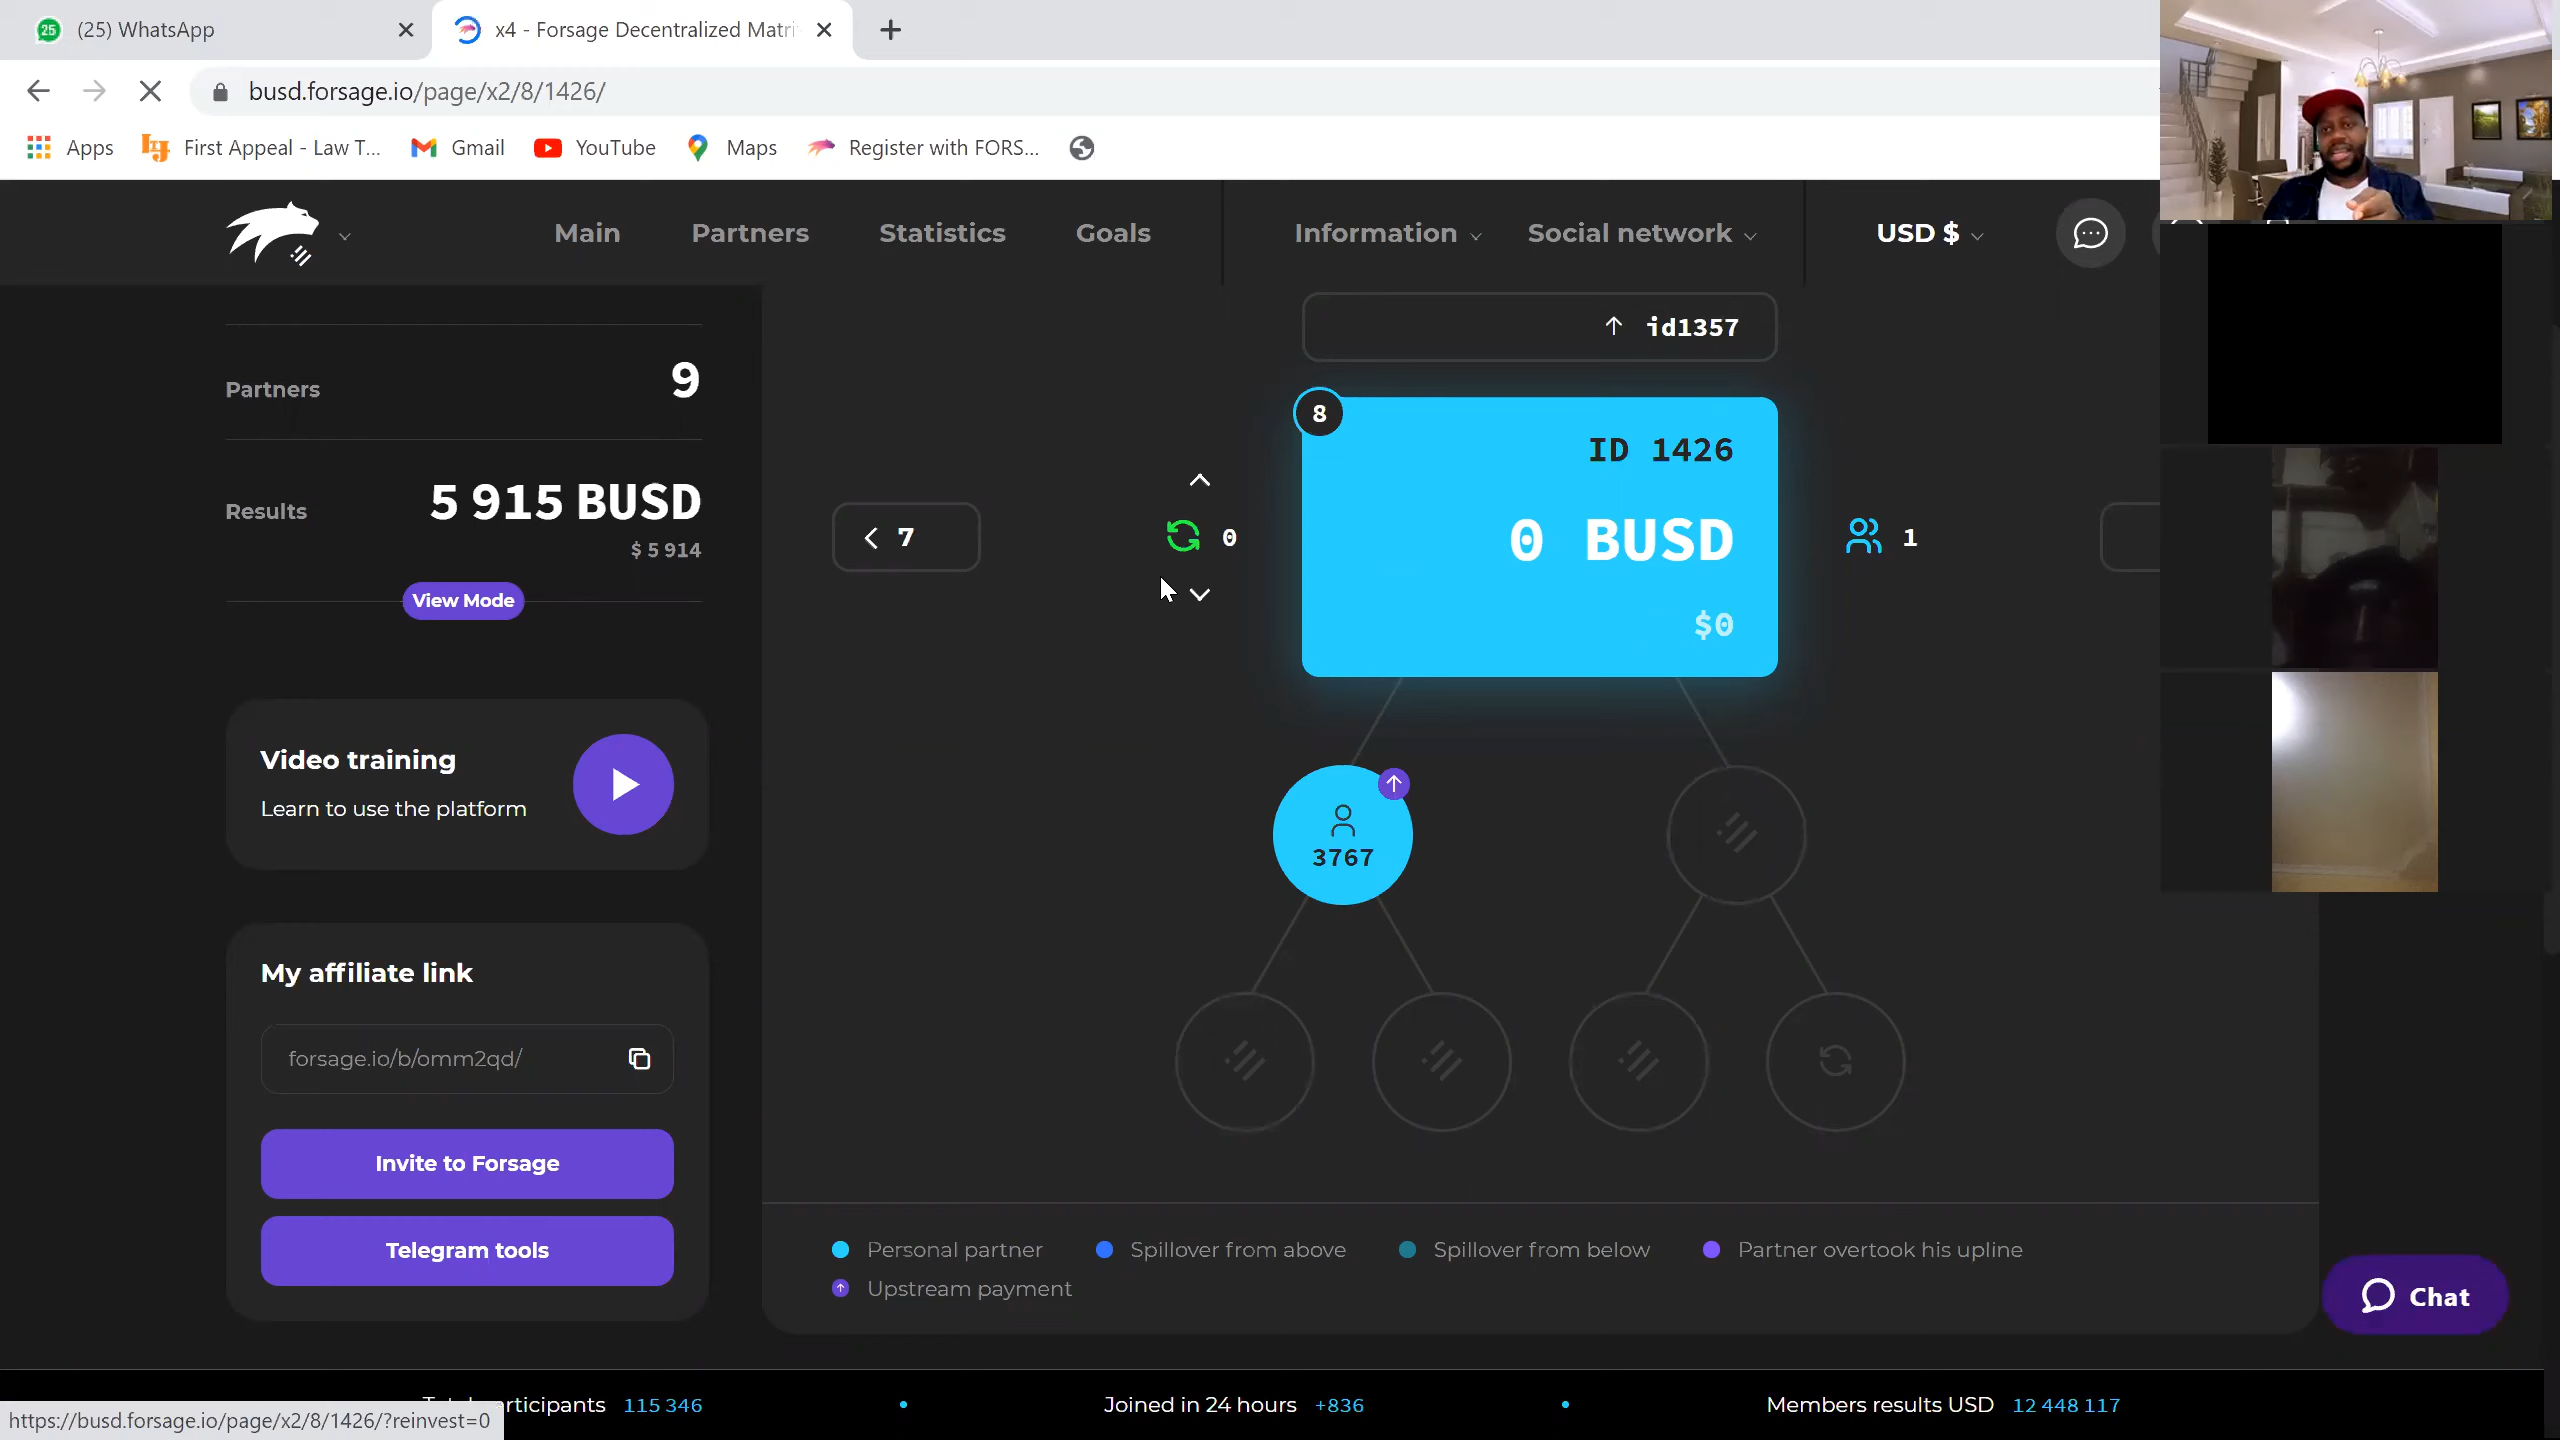 25 (25) WhatsApp
x4 - Forsage Decentralized Matri
busd.forsage.io/page/x2/8/1426/
Apps
First Appeal - Law T...
Gmail
YouTube
Maps
Register with FORS...
Main
Partners
Statistics
Goals
Information
Social network
USD $
Partners
9
Results
5 915 BUSD
$ 5 914
View Mode
Video training
Learn to use the platform
My affiliate link
forsage.io/b/omm2qd/
Invite to Forsage
Telegram tools
id1357
8
ID 1426
7
0
0 BUSD
1
$0
3767
Personal partner
Spillover from above
Spillover from below
Partner overtook his upline
Upstream payment
Chat
articipants 115 346
Joined in 24 hours +836
Members results USD 12 448 117
https://busd.forsage.io/page/x2/8/1426/?reinvest=0